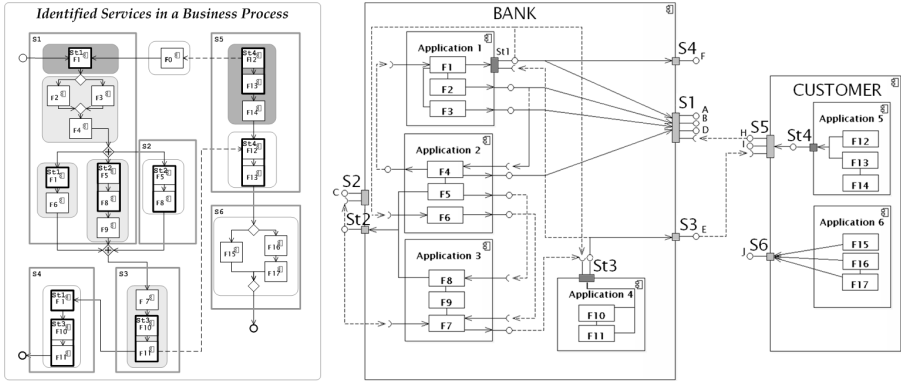 Identified Services in a Business Process
S1
S5
St1
F1
F0
St4
F12
F13
F14
F2
F3
F4
S2
St4
F12
F13
St1
F1
F6
St2
F5
F8
F9
St2
F5
F8
S6
F15
F16
F17
S4
St1
F1
St3
F10
F11
S3
F7
St3
F10
F11
BANK
Application 1
F1
F2
F3
St1
S4
F
S1
A
B
D
Application 2
F4
F5
F6
C
S2
St2
S3
E
Application 3
F8
F9
F7
St3
Application 4
F10
F11
CUSTOMER
Application 5
F12
F13
F14
H
I
S5
St4
Application 6
F15
F16
F17
J
S6